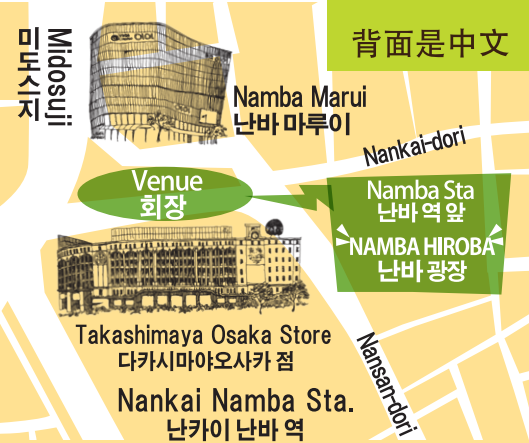 背面是中文
Midosuji
미도스지
OIOI
Namba Marui
난바 마루이
Nankai-dori
Venue
회장
Namba Sta
난바 역 앞
NAMBA HIROBA
난바 광장
Takashimaya Osaka Store
다카시마야오사카 점
Nansan-dori
Nankai Namba Sta.
난카이 난바 역